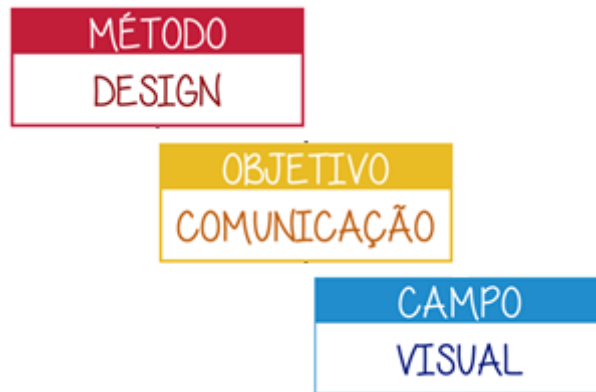 MÉTODO
DESIGN
OBJETIVO
COMUNICAÇÃO
CAMPO
VISUAL